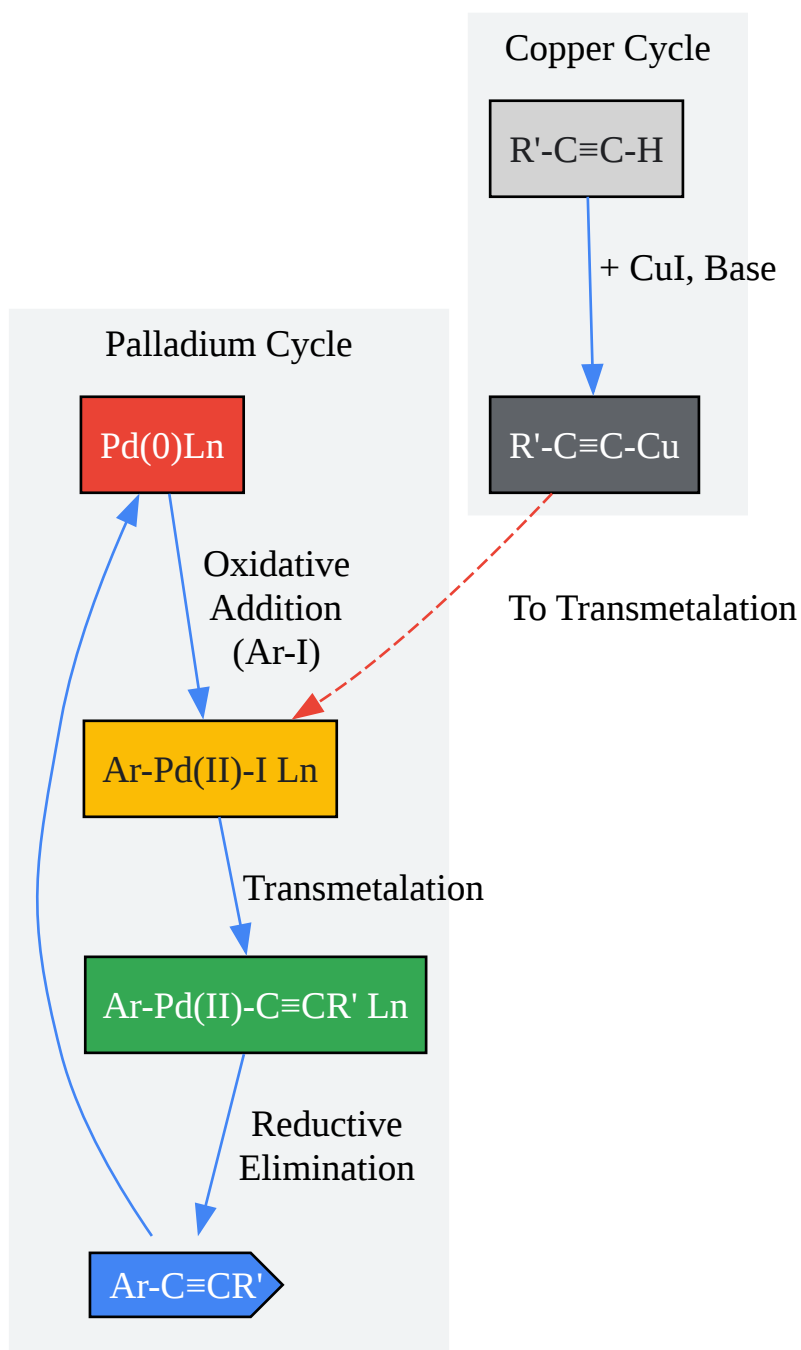 Copper Cycle
R'-C≡C-H
+ CuI, Base
Palladium Cycle
Pd(0)Ln
R'-C≡C-Cu
Oxidative
Addition
(Ar-I)
To Transmetalation
Ar-Pd(II)-I Ln
Transmetalation
Ar-Pd(II)-C≡CR' Ln
Reductive
Elimination
Ar-C≡CR'